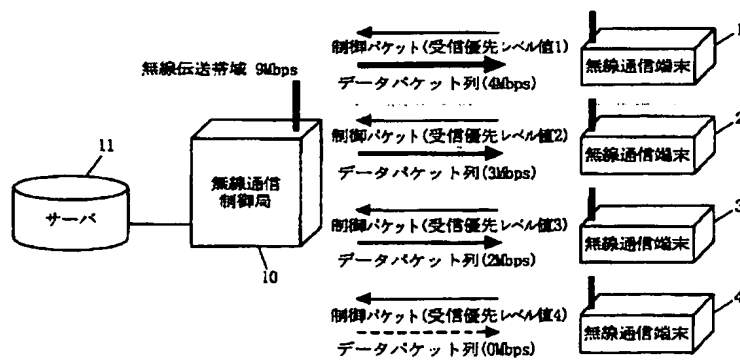 制御パケット(受信優先レベル値1)
1
無線伝送帯域 9Mbps
データパケット列(4Mbps)
無線通信端末
制御パケット(受信優先レベル値2)
2
11
無線通信
制御局
データパケット列(3Mbps)
無線通信端末
サーバ
制御パケット(受信優先レベル値3)
3
10
データパケット列(2Mbps)
無線通信端末
制御パケット(受信優先レベル値4)
4
データパケット列(0Mbps)
無線通信端末